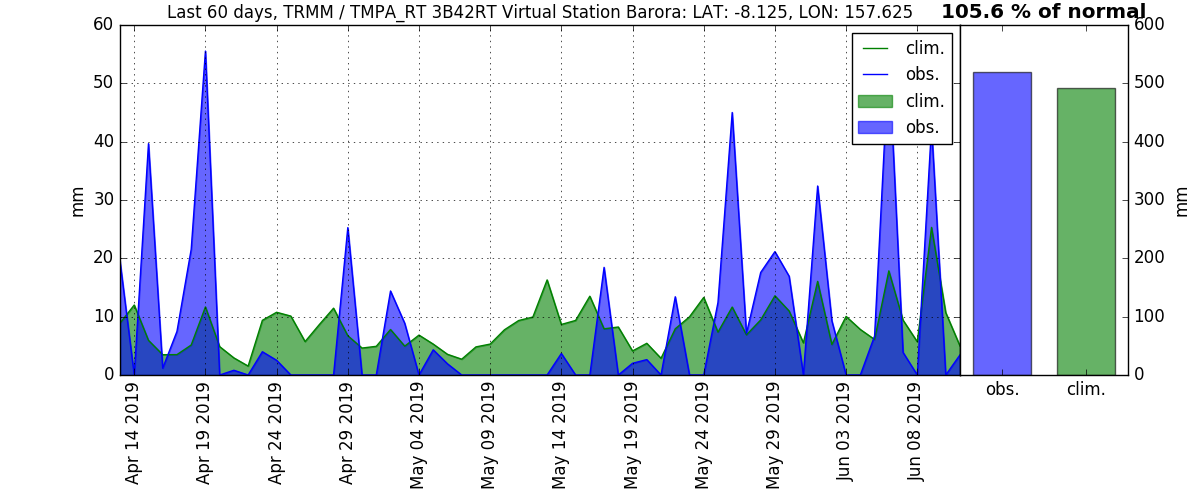 Last 60 days, TRMM / TMPA_RT 3B42RT Virtual Station Barora: LAT: -8.125, LON: 157.625
105.6 % of normal
60
50
40
30
20
10
0
mm
clim.
obs.
clim.
obs.
600
500
400
300
200
100
0
mm
obs.
clim.
Apr 14 2019
Apr 19 2019
Apr 24 2019
Apr 29 2019
May 04 2019
May 09 2019
May 14 2019
May 19 2019
May 24 2019
May 29 2019
Jun 03 2019
Jun 08 2019